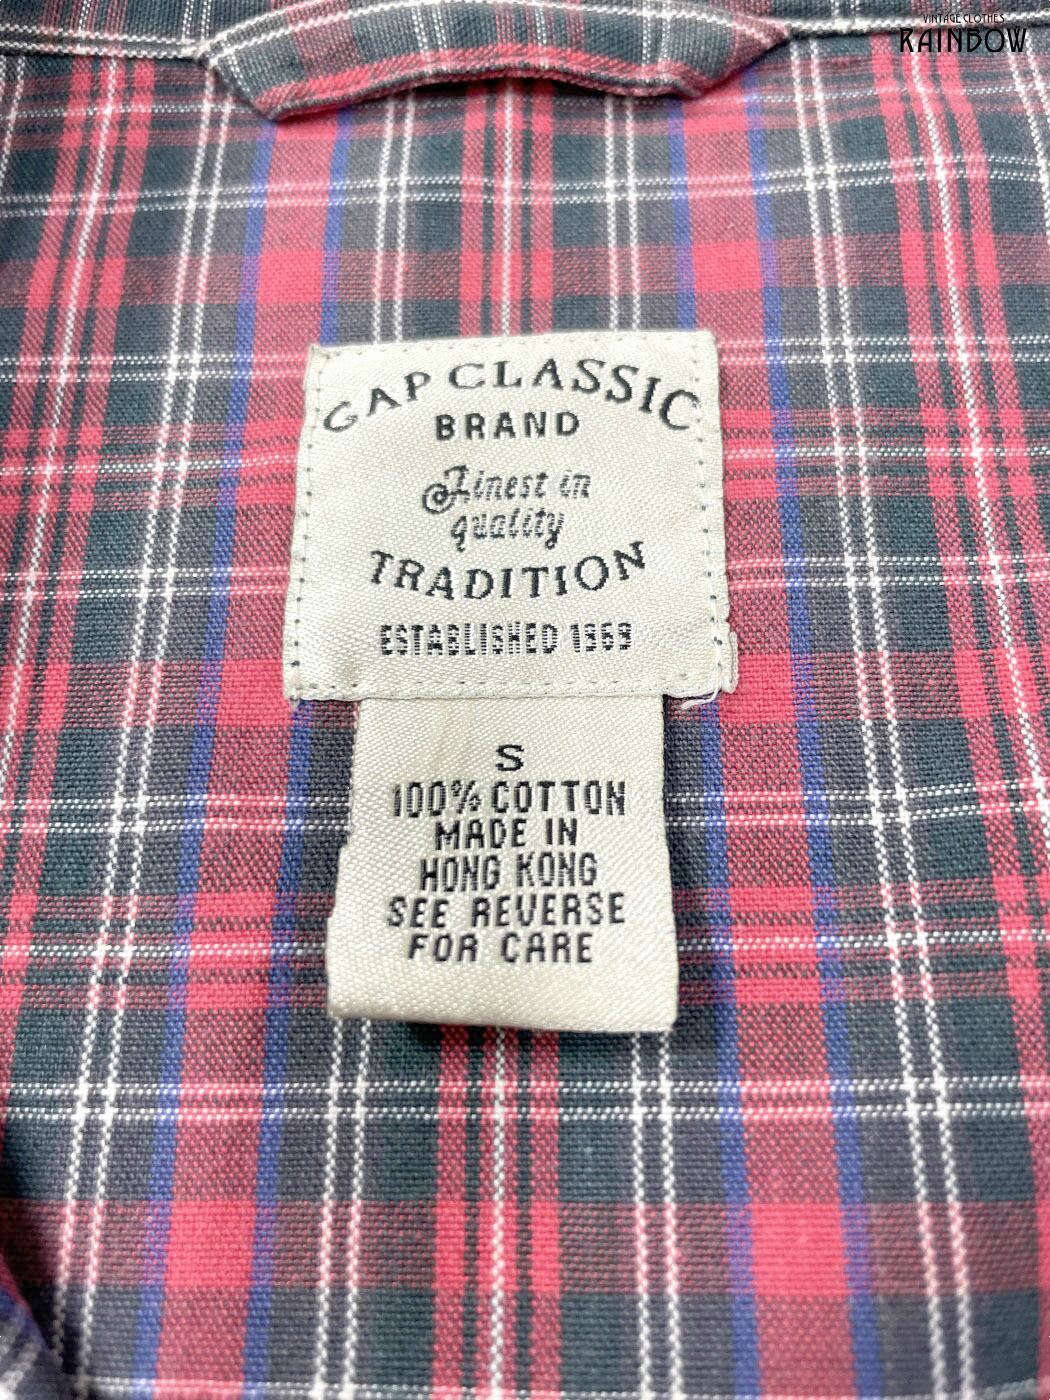 VINTAGE CLOTHES
RAINBOW
GAP CLASSIC
BRAND
Finest in
quality
TRADITION
ESTABLISHED 1969
S
100% COTTON
MADE IN
HONG KONG
SEE REVERSE
FOR CARE